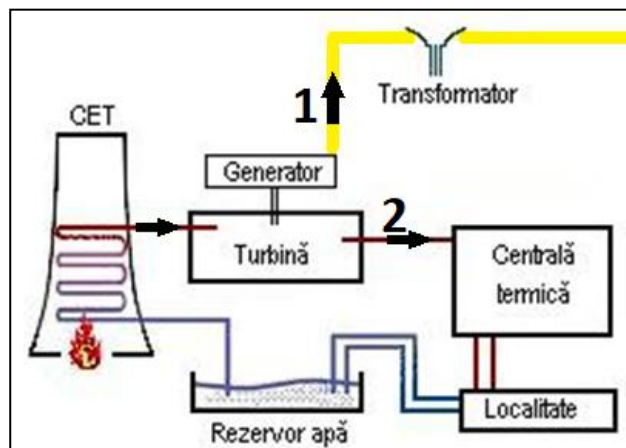 1
Transformator
CET
Generator
2
Turbină
Centrală
termică
Localitate
Rezervor apă